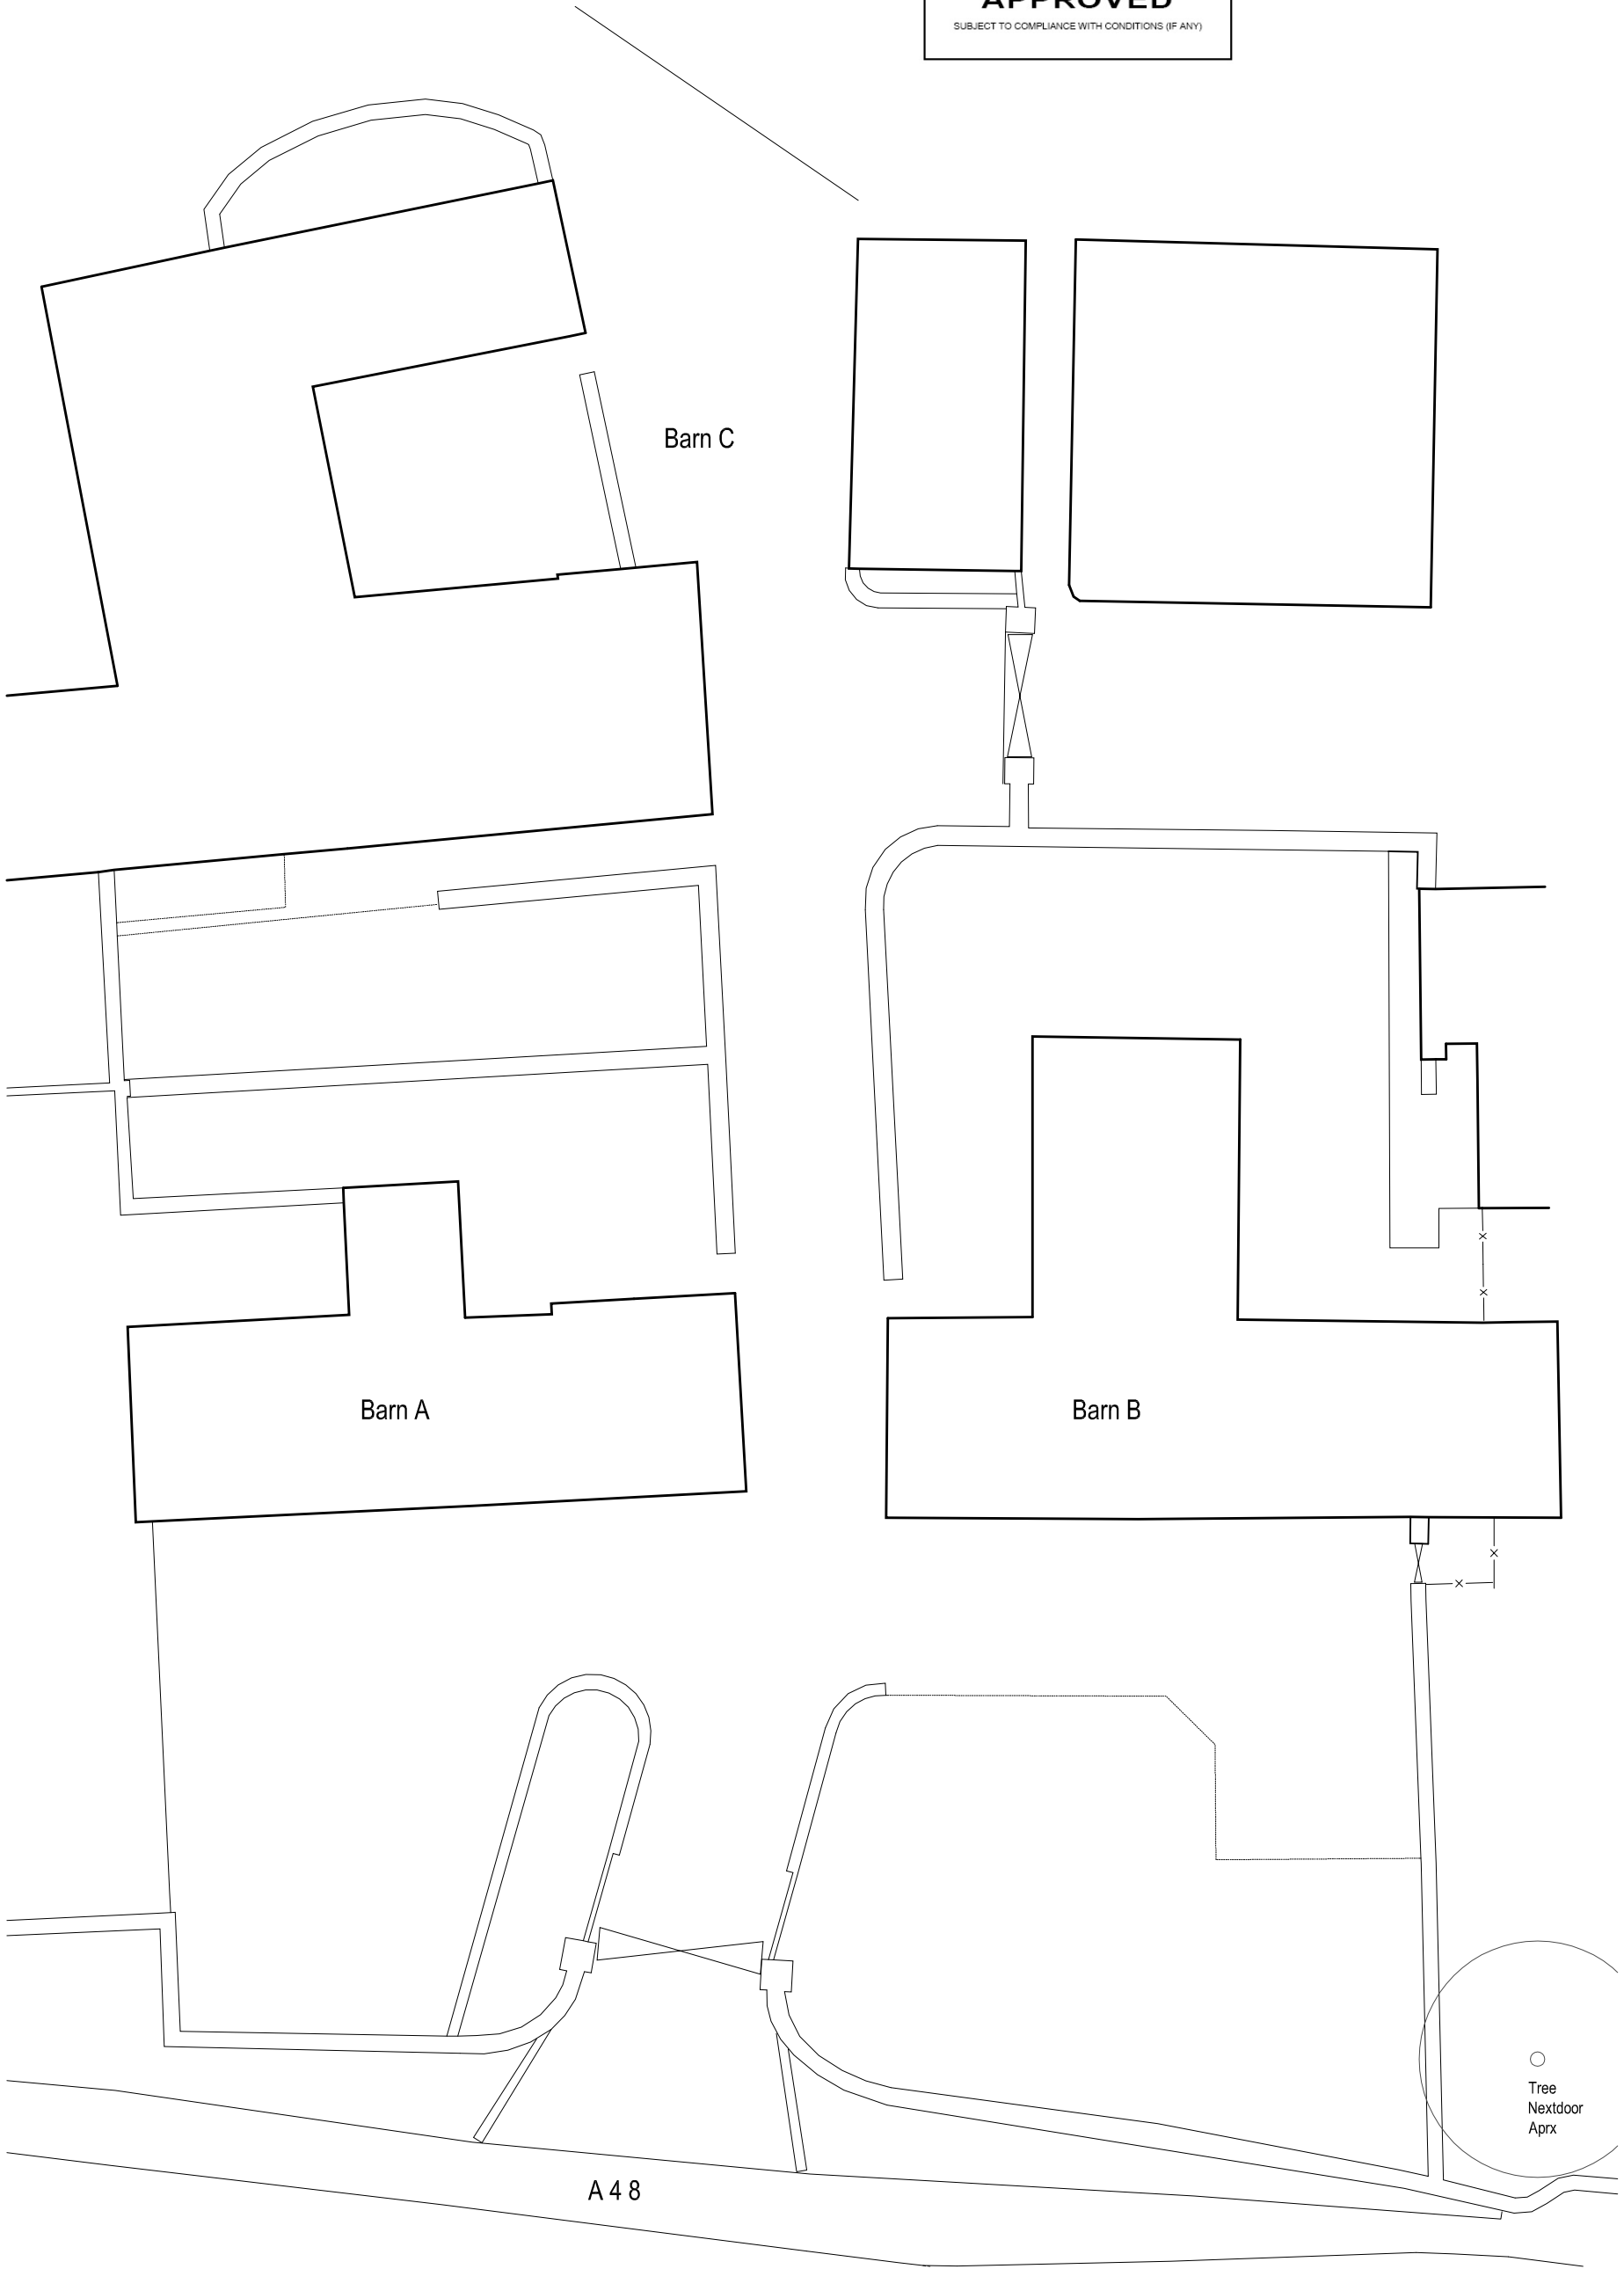 APPROVED
SUBJECT TO COMPLIANCE WITH CONDITIONS (IF ANY)
Barn C
Barn A
Barn B
Tree
Nextdoor
Aprx
A 4 8